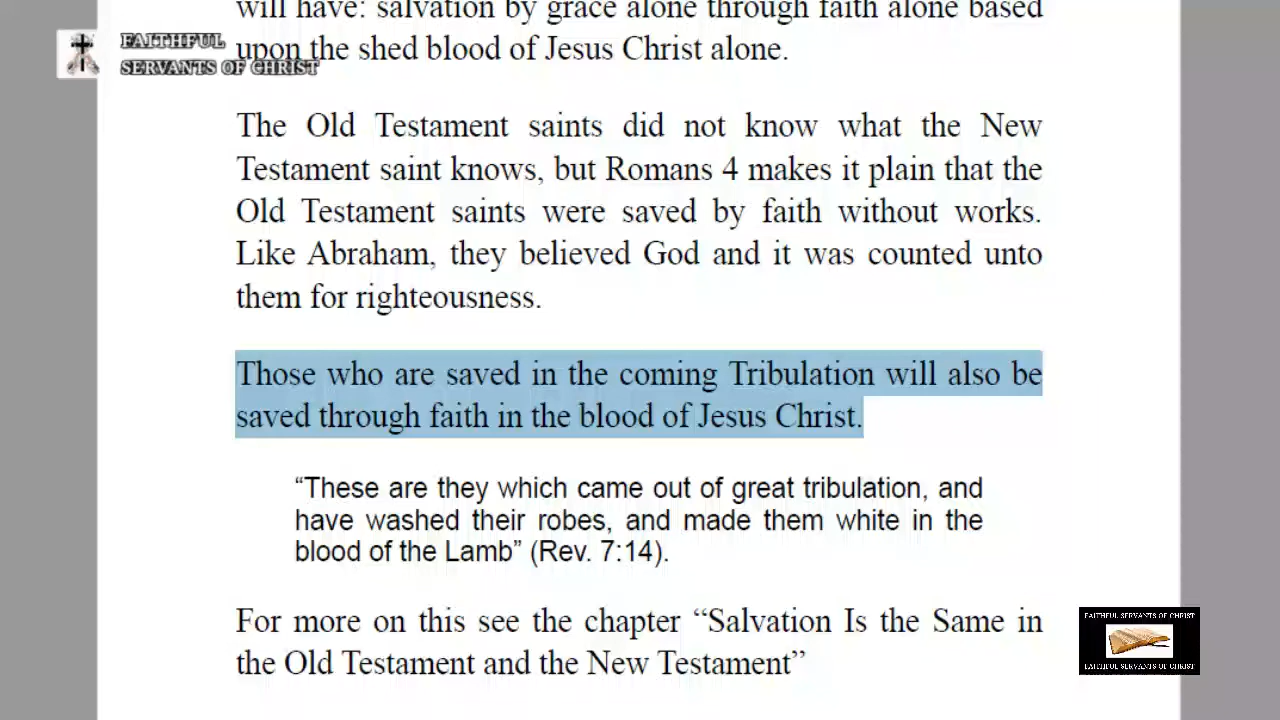 will have: salvation by grace alone through faith alone based
FAITHFUL
upon the shed blood of Jesus Christ alone.
SERVANTS OF CHRIST
The Old Testament saints did not know what the New
Testament saint knows, but Romans 4 makes it plain that the
Old Testament saints were saved by faith without works.
Like Abraham, they believed God and it was counted unto
them for righteousness.
Those who are saved in the coming Tribulation will also be
saved through faith in the blood of Jesus Christ.
“These are they which came out of great tribulation, and
have washed their robes, and made them white in the
blood of the Lamb” (Rev. 7:14).
For more on this see the chapter “Salvation Is the Same in
the Old Testament and the New Testament”
FAITHFUL SERVANTS OF CHRIST
FAITHFUL SERVANTS OF CHRIST